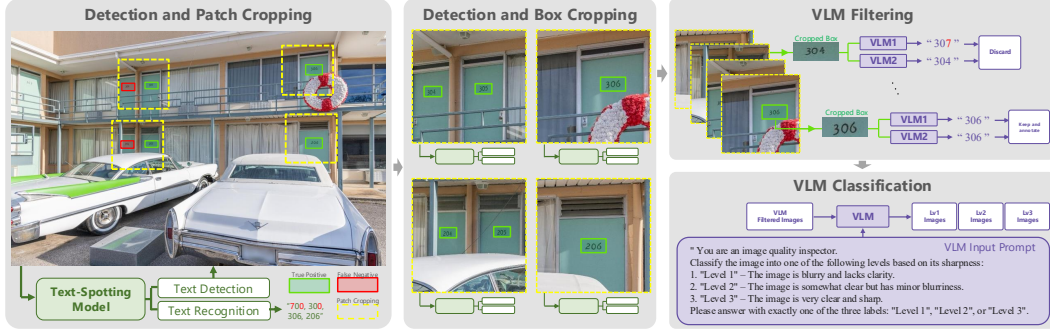 Detection and Patch Cropping
Text-Spotting Model
Text Detection
Text Recognition
True Positive
False Negative
"700, 300, 306, 206"
Patch Cropping
Detection and Box Cropping
304
303
306
204
205
206
VLM Filtering
Cropped Box
304
VLM1
VLM2
" 307 "
" 304 "
Discard
Cropped Box
306
VLM1
VLM2
" 306 "
" 306 "
Keep and annotate
VLM Classification
VLM Filtered Images
VLM
Lv1 Images
Lv2 Images
Lv3 Images
VLM Input Prompt
" You are an image quality inspector.
Classify the image into one of the following levels based on its sharpness:
1. "Level 1" – The image is blurry and lacks clarity.
2. "Level 2" – The image is somewhat clear but has minor blurriness.
3. "Level 3" – The image is very clear and sharp.
Please answer with exactly one of the three labels: "Level 1", "Level 2", or "Level 3".